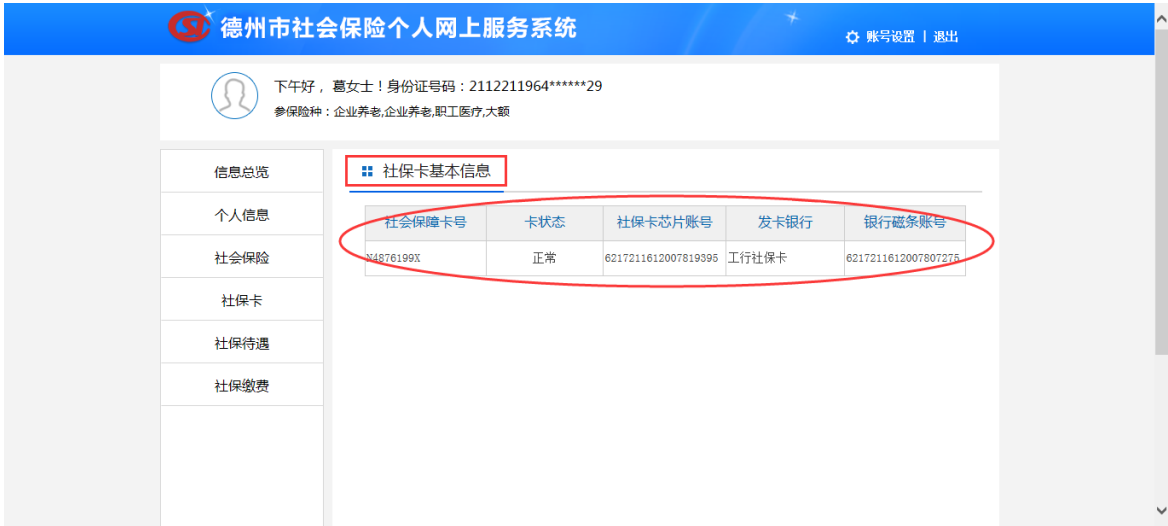 德州市社会保险个人网上服务系统
账号设置 | 退出
下午好， 葛女士！身份证号码：2112211964******29
参保险种：企业养老,企业养老,职工医疗,大额
信息总览
个人信息
社会保险
社保卡
社保待遇
社保缴费
社保卡基本信息
社会保障卡号 卡状态 社保卡芯片账号 发卡银行 银行磁条账号
N4876199X 正常 6217211612007819395 工行社保卡 6217211612007807275